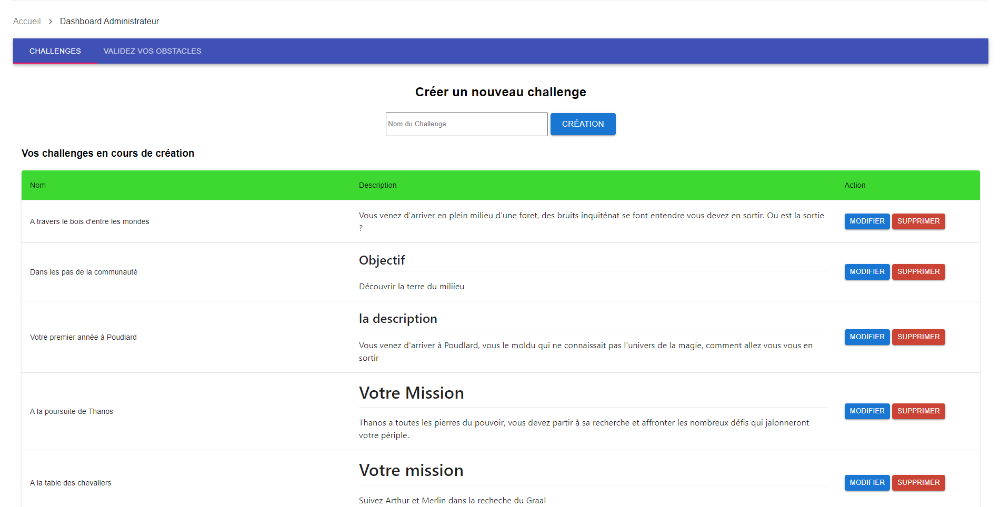 Accueil > Dashboard Administrateur
CHALLENGES VALIDEZ VOS OBSTACLES
Créer un nouveau challenge
Nom du Challenge CRÉATION
Vos challenges en cours de création
Nom Description Action
A travers le bois d'entre les mondes
Vous venez d'arriver en plein milieu d'une foret, des bruits inquiténat se font entendre vous devez en sortir. Ou est la sortie
?
MODIFIER SUPPRIMER
Dans les pas de la communauté
Objectif
Découvrir la terre du miliieu
MODIFIER SUPPRIMER
Votre premier année à Poudlard
la description
Vous venez d'arriver à Poudlard, vous le moldu qui ne connaissait pas l'univers de la magie, comment allez vous vous en
sortir
MODIFIER SUPPRIMER
A la poursuite de Thanos
Votre Mission
Thanos a toutes les pierres du pouvoir, vous devez partir à sa recherche et affronter les nombreux défis qui jalonneront
votre périple.
MODIFIER SUPPRIMER
A la table des chevaliers
Votre mission
Suivez Arthur et Merlin dans la recheche du Graal
MODIFIER SUPPRIMER